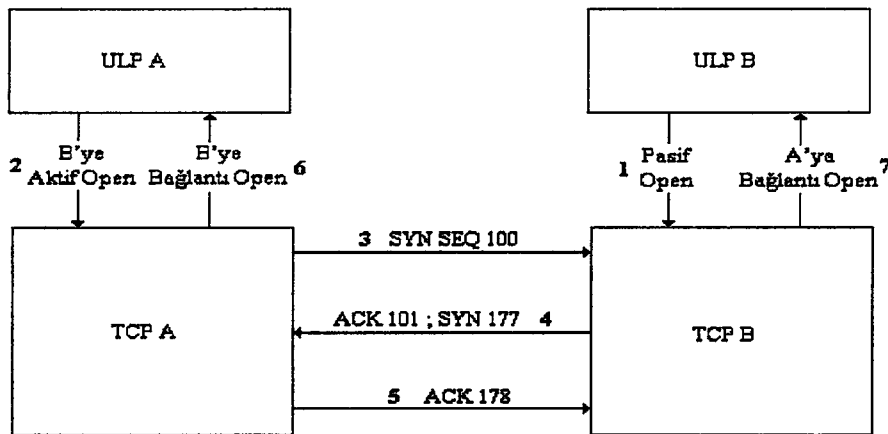 ULP A
ULP B
2 B'ye
Aktif Open
B'ye 6
Bağlantı Open
1 Pasif
Open
A'ya 7
Bağlantı Open
3 SYN SEQ 100
TCP A
ACK 101 ; SYN 177 4
TCP B
5 ACK 178